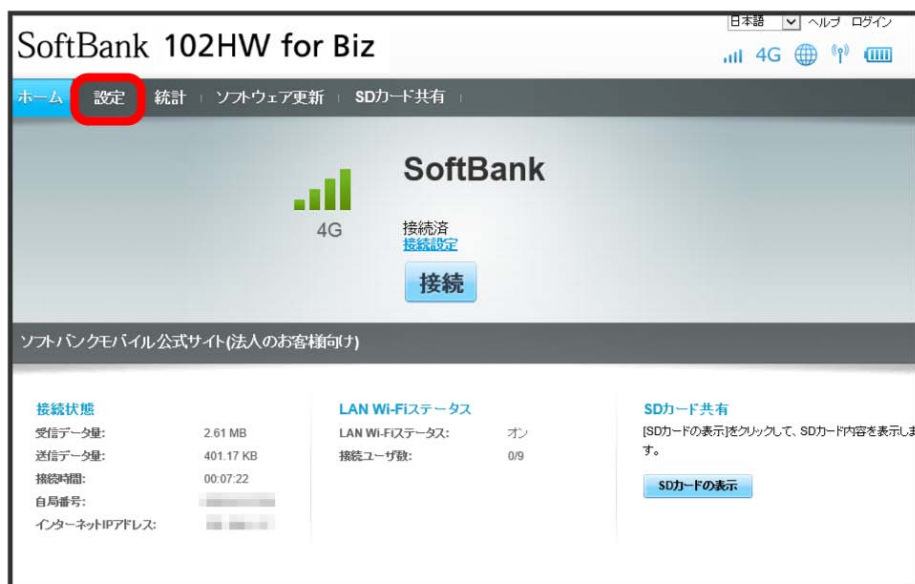 日本語 ヘルプ ログイン
SoftBank 102HW for Biz
4G
ホーム 設定 統計 ソフトウェア更新 SDカード共有
SoftBank
4G
接続済
接続設定
接続
ソフトバンクモバイル公式サイト(法人のお客様向け)
接続状態
受信データ量: 2.61 MB
送信データ量: 401.17 KB
接続時間: 00:07:22
自局番号:
インターネットIPアドレス:
LAN Wi-Fiステータス
LAN Wi-Fiステータス: オン
接続ユーザ数: 0/9
SDカード共有
[SDカードの表示]をクリックして、SDカード内容を表示しま
す。
SDカードの表示